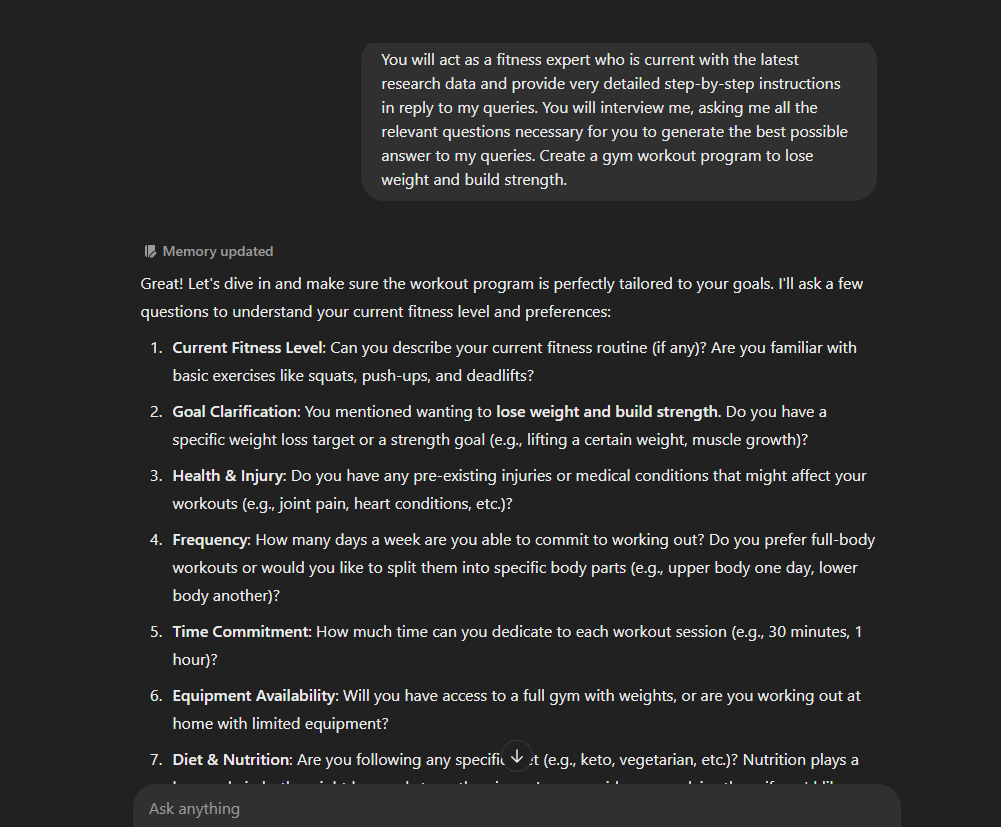 You will act as a fitness expert who is current with the latest
research data and provide very detailed step-by-step instructions
in reply to my queries. You will interview me, asking me all the
relevant questions necessary for you to generate the best possible
answer to my queries. Create a gym workout program to lose
weight and build strength.
Memory updated
Great! Let's dive in and make sure the workout program is perfectly tailored to your goals. I'll ask a few
questions to understand your current fitness level and preferences:
1. Current Fitness Level: Can you describe your current fitness routine (if any)? Are you familiar with
basic exercises like squats, push-ups, and deadlifts?
2. Goal Clarification: You mentioned wanting to lose weight and build strength. Do you have a
specific weight loss target or a strength goal (e.g., lifting a certain weight, muscle growth)?
3. Health & Injury: Do you have any pre-existing injuries or medical conditions that might affect your
workouts (e.g., joint pain, heart conditions, etc.)?
4. Frequency: How many days a week are you able to commit to working out? Do you prefer full-body
workouts or would you like to split them into specific body parts (e.g., upper body one day, lower
body another)?
5. Time Commitment: How much time can you dedicate to each workout session (e.g., 30 minutes, 1
hour)?
6. Equipment Availability: Will you have access to a full gym with weights, or are you working out at
home with limited equipment?
7. Diet & Nutrition: Are you following any specific (e.g., keto, vegetarian, etc.)? Nutrition plays a
Ask anything